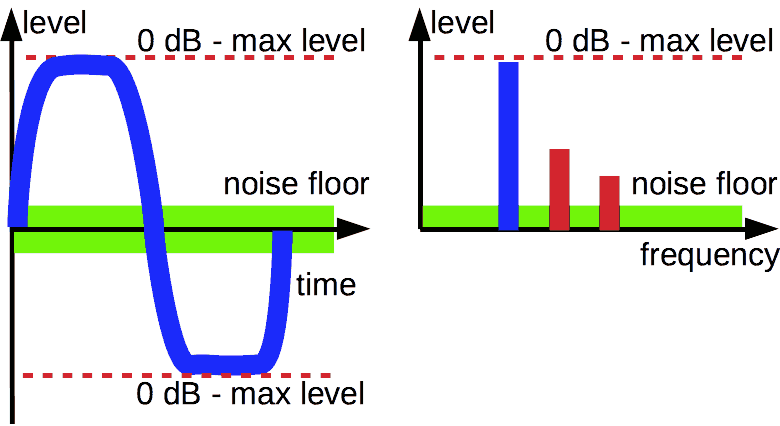 level
0 dB - max level
noise floor
time
0 dB - max level
level
0 dB - max level
noise floor
frequency